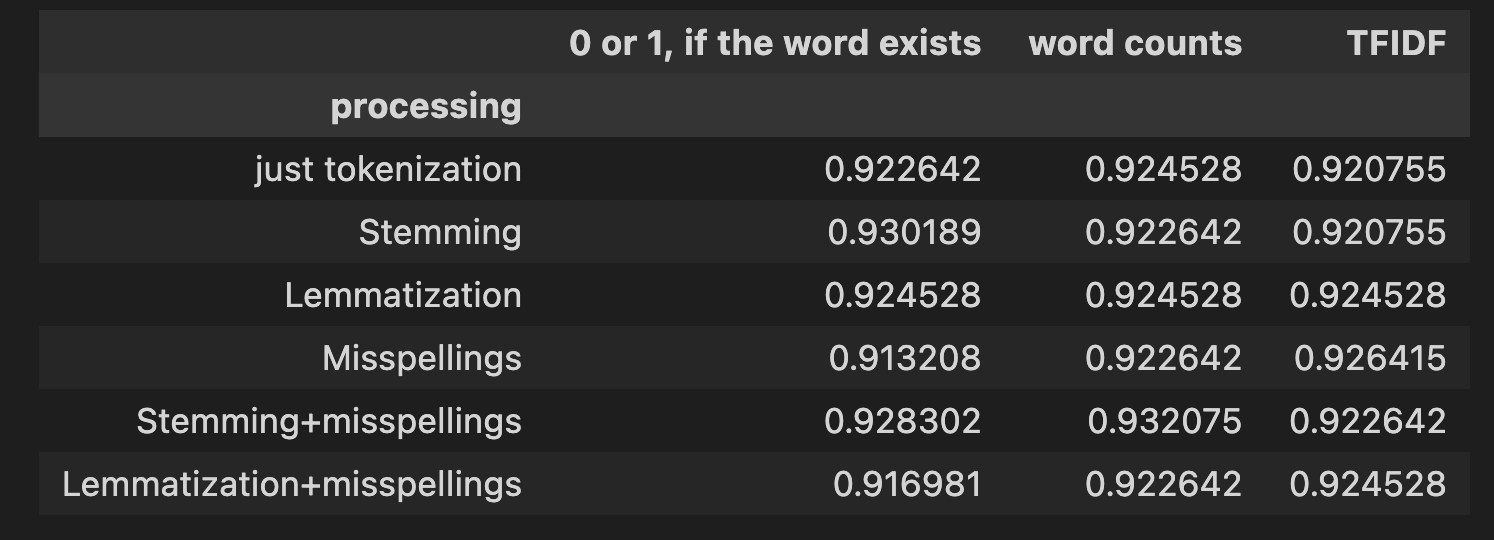 0 or 1, if the word exists word counts TFIDF
processing
just tokenization 0.922642 0.924528 0.920755
Stemming 0.930189 0.922642 0.920755
Lemmatization 0.924528 0.924528 0.924528
Misspellings 0.913208 0.922642 0.926415
Stemming+misspellings 0.928302 0.932075 0.922642
Lemmatization+misspellings 0.916981 0.922642 0.924528